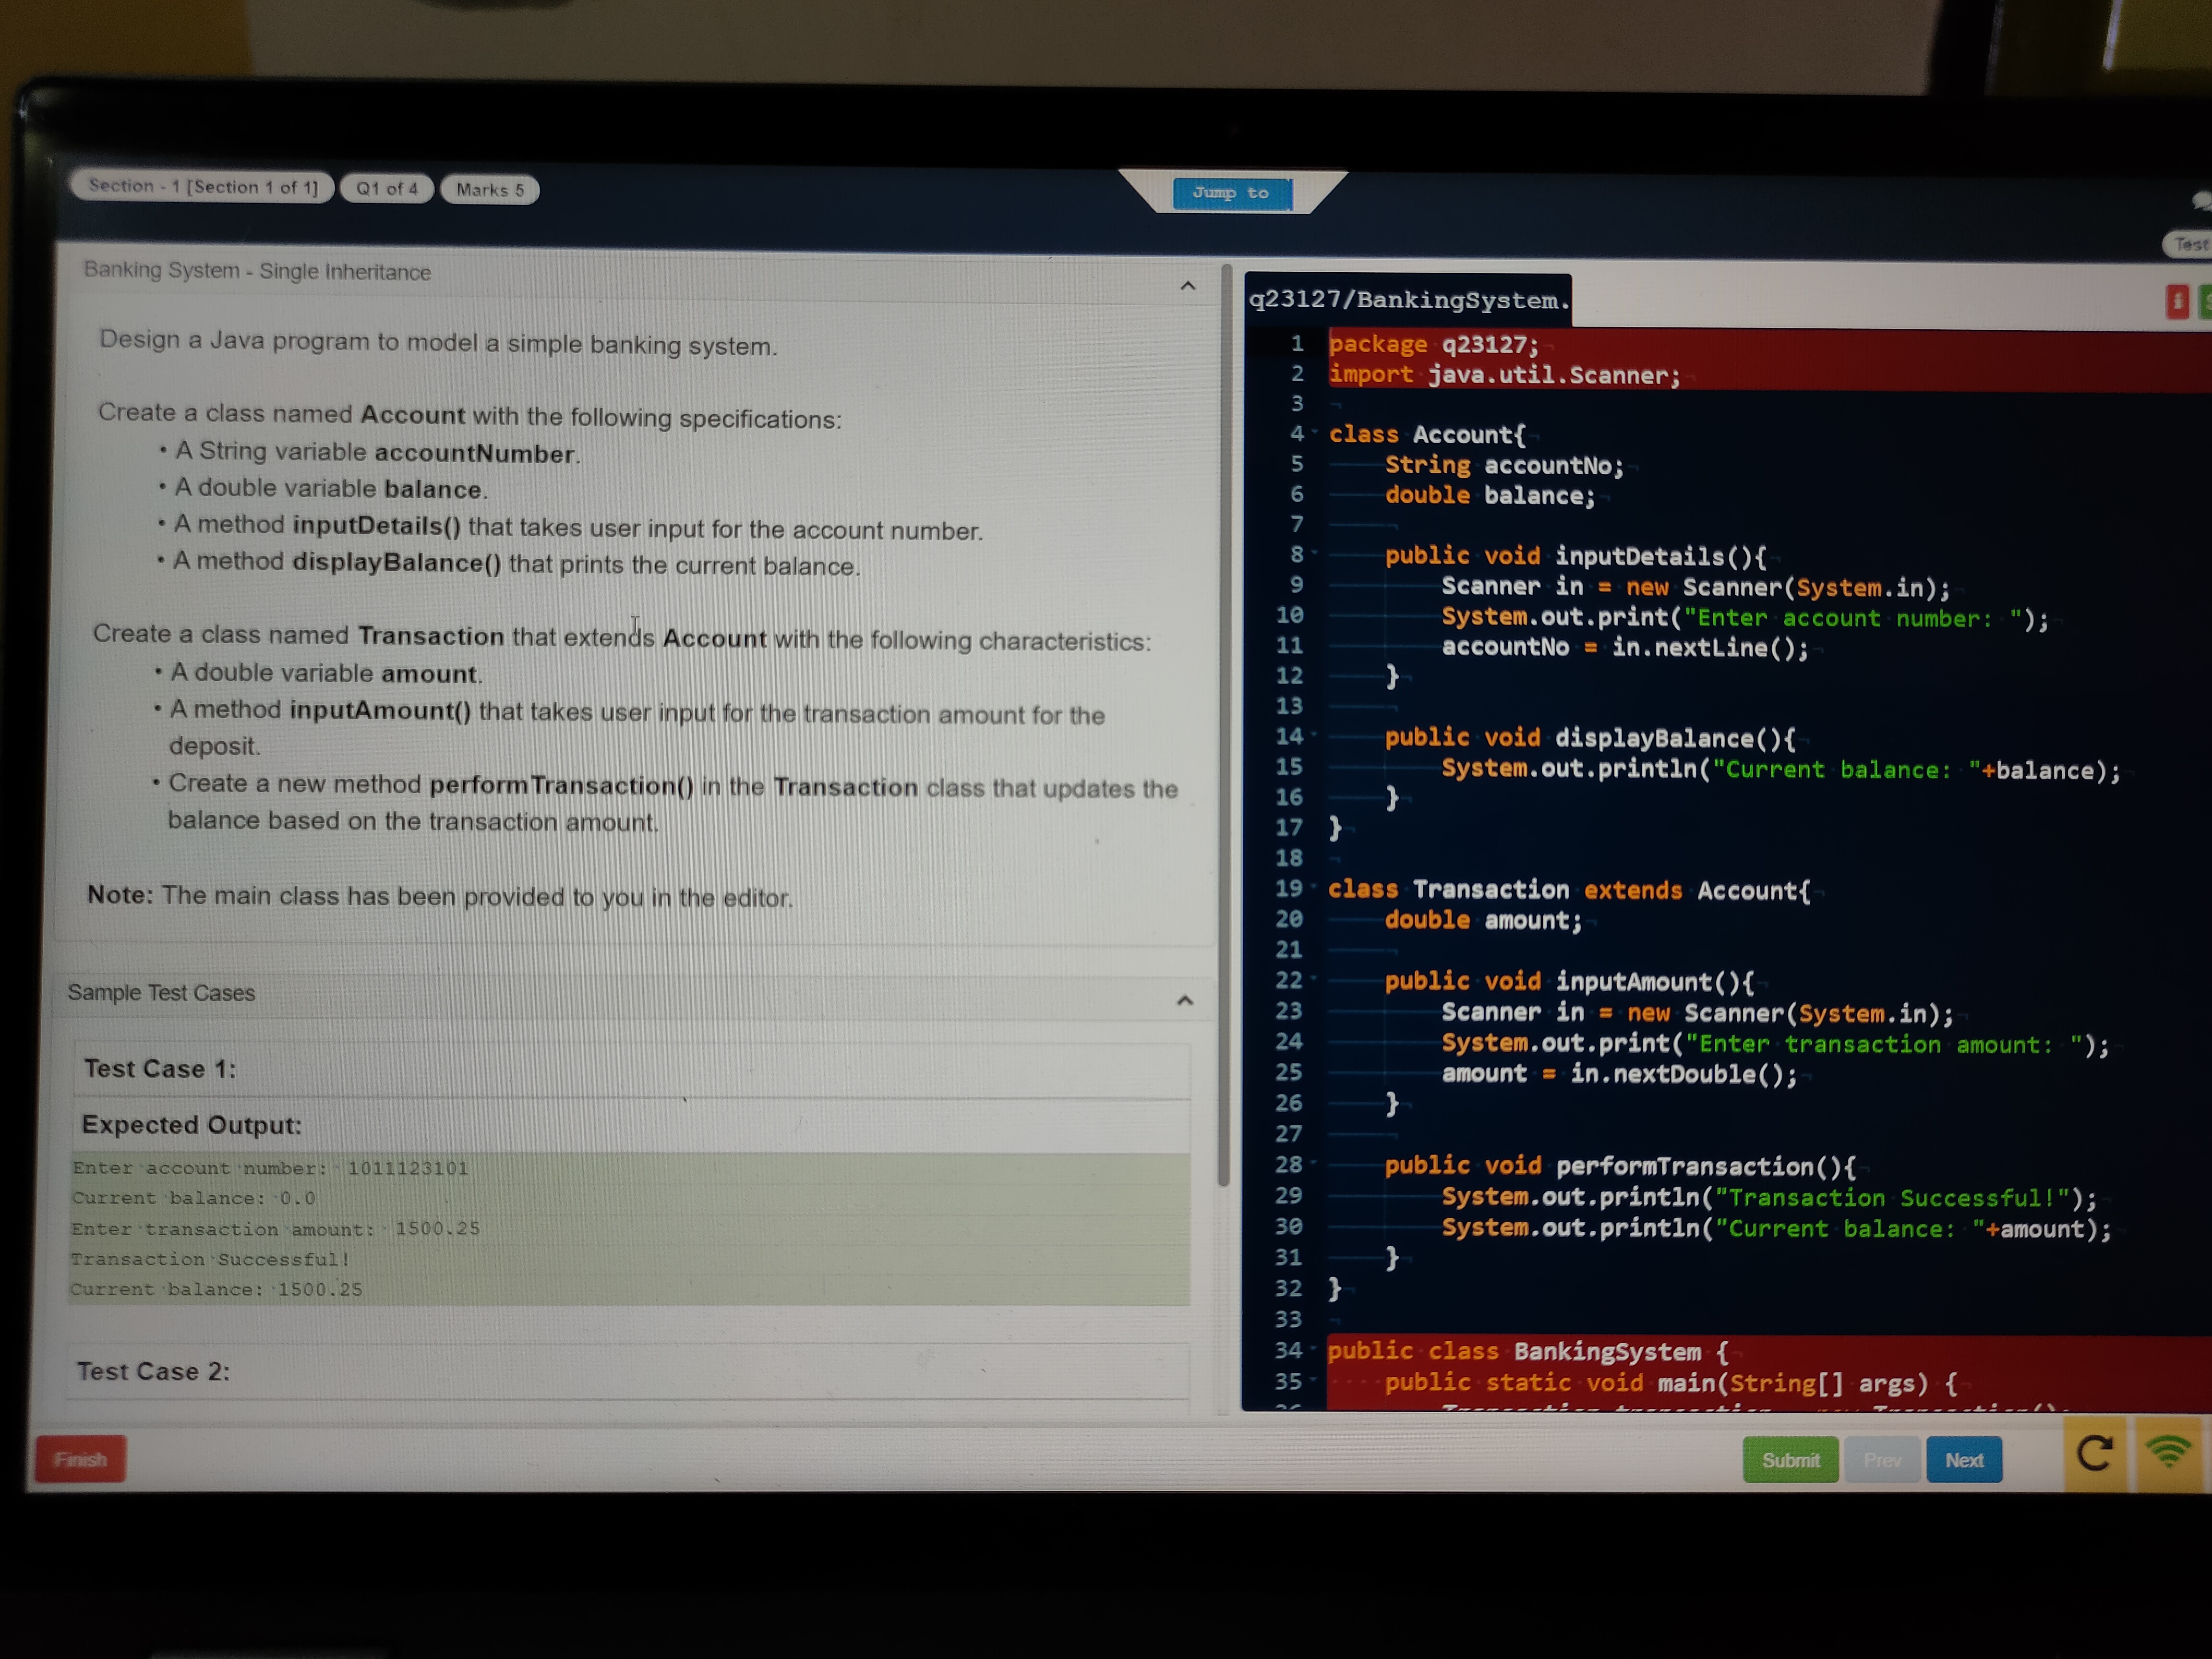 Section - 1 [Section 1 of 1] Q1 of 4 Marks 5
Jump to
Test
Banking System - Single Inheritance
Design a Java program to model a simple banking system.
Create a class named Account with the following specifications:
• A String variable accountNumber.
• A double variable balance.
• A method inputDetails() that takes user input for the account number.
• A method displayBalance() that prints the current balance.
Create a class named Transaction that extends Account with the following characteristics:
• A double variable amount.
• A method inputAmount() that takes user input for the transaction amount for the
deposit.
• Create a new method performTransaction() in the Transaction class that updates the
balance based on the transaction amount.
Note: The main class has been provided to you in the editor.
Sample Test Cases
Test Case 1:
Expected Output:
Enter account number: 1011123101
Current balance: 0.0
Enter transaction amount: 1500.25
Transaction Successful!
Current balance: 1500.25
Test Case 2:
q23127/BankingSystem.
1 package q23127;
2 import java.util.Scanner;
3
4 class Account{
5 String accountNo;
6 double balance;
7
8 public void inputDetails(){
9 Scanner in = new Scanner(System.in);
10 System.out.print("Enter account number: ");
11 accountNo = in.nextLine();
12 }
13
14 public void displayBalance(){
15 System.out.println("Current balance: "+balance);
16 }
17 }
18
19 class Transaction extends Account{
20 double amount;
21
22 public void inputAmount(){
23 Scanner in = new Scanner(System.in);
24 System.out.print("Enter transaction amount: ");
25 amount = in.nextDouble();
26 }
27
28 public void performTransaction(){
29 System.out.println("Transaction Successful!");
30 System.out.println("Current balance: "+amount);
31 }
32 }
33
34 public class BankingSystem {
35 public static void main(String[] args) {
Finish
Submit Prev Next